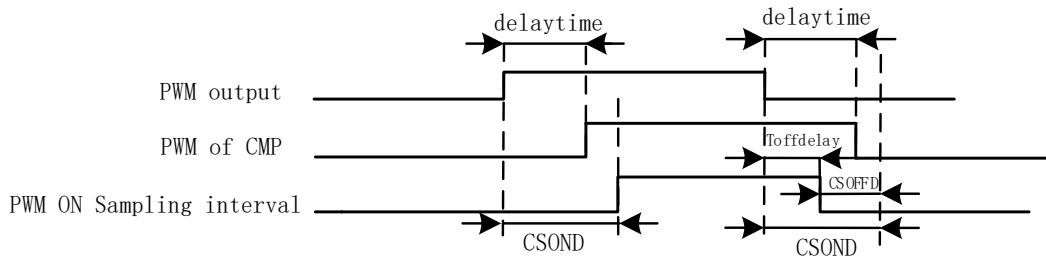 delaytime
delaytime
PWM output
PWM of CMP
Toffdelay
CSOFFD
PWM ON Sampling interval
CSOND
CSOND